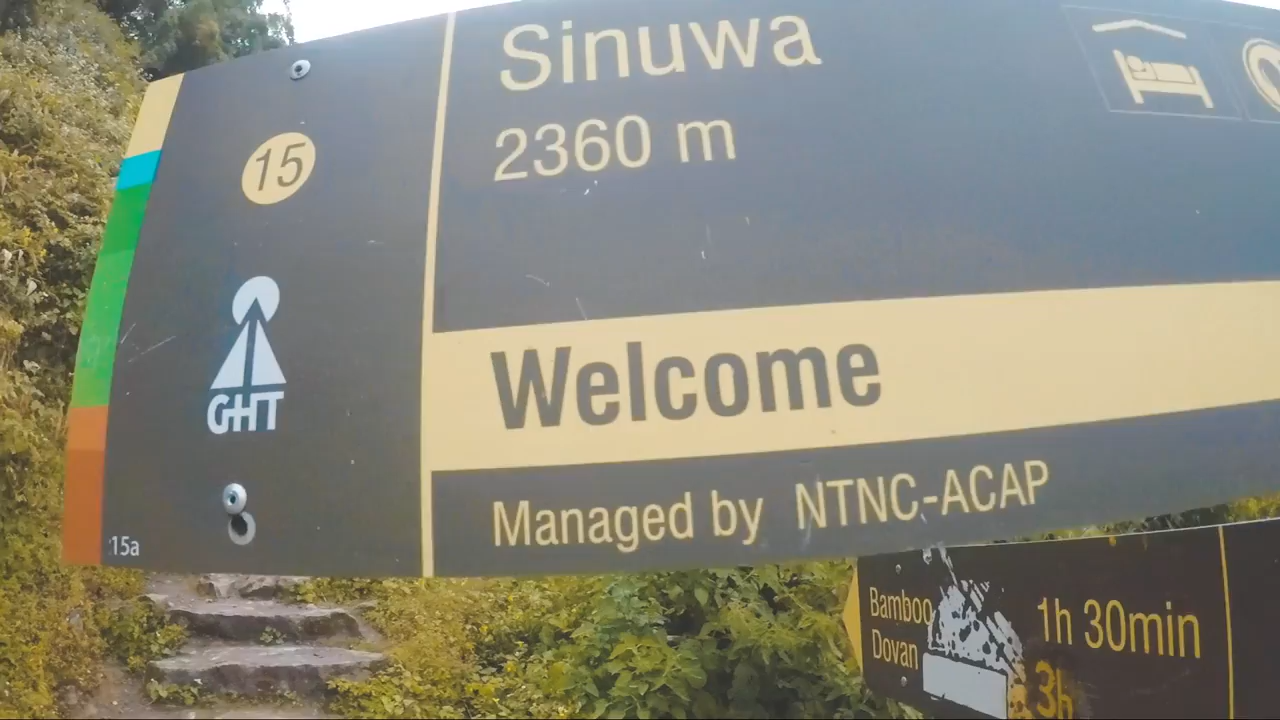 Sinuwa
2360 m
15
GHT
Welcome
Managed by NTNC-ACAP
15a
Bamboo 1h 30min
Dovan 3h